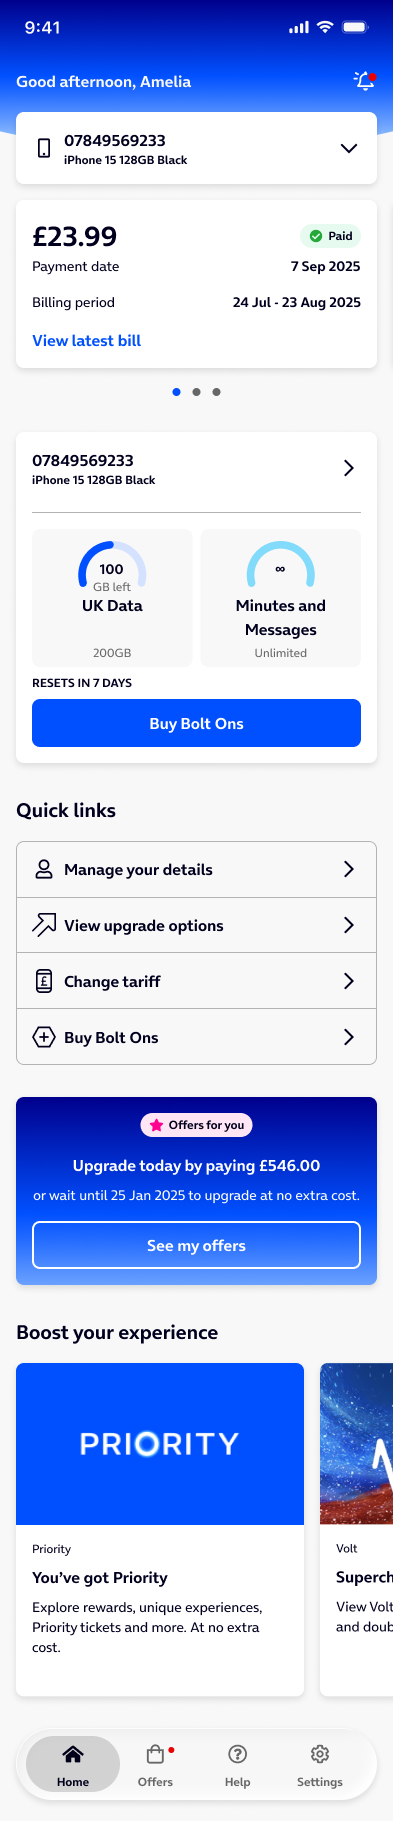 9:41
Good afternoon, Amelia
07849569233
iPhone 15 128GB Black
£23.99
Paid
Payment date
7 Sep 2025
Billing period
24 Jul - 23 Aug 2025
View latest bill
07849569233
iPhone 15 128GB Black
100
GB left
UK Data
200GB
∞
Minutes and
Messages
Unlimited
RESETS IN 7 DAYS
Buy Bolt Ons
Quick links
Manage your details
View upgrade options
Change tariff
Buy Bolt Ons
Offers for you
Upgrade today by paying £546.00
or wait until 25 Jan 2025 to upgrade at no extra cost.
See my offers
Boost your experience
PRIORITY
Priority
You’ve got Priority
Explore rewards, unique experiences,
Priority tickets and more. At no extra
cost.
Volt
Superch
View Volt
and doub
Home
Offers
Help
Settings